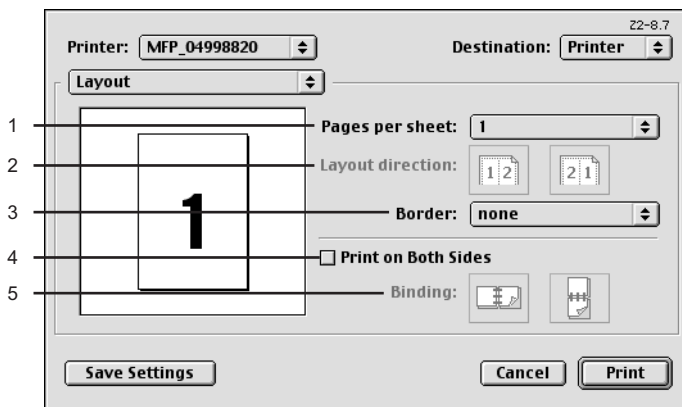 Z2-8.7
Printer: MFP_04998820 Destination: Printer
Layout
1 Pages per sheet: 1
2 Layout direction: 1 2 2 1
3 Border: none
1
4 Print on Both Sides
5 Binding:
Save Settings Cancel Print